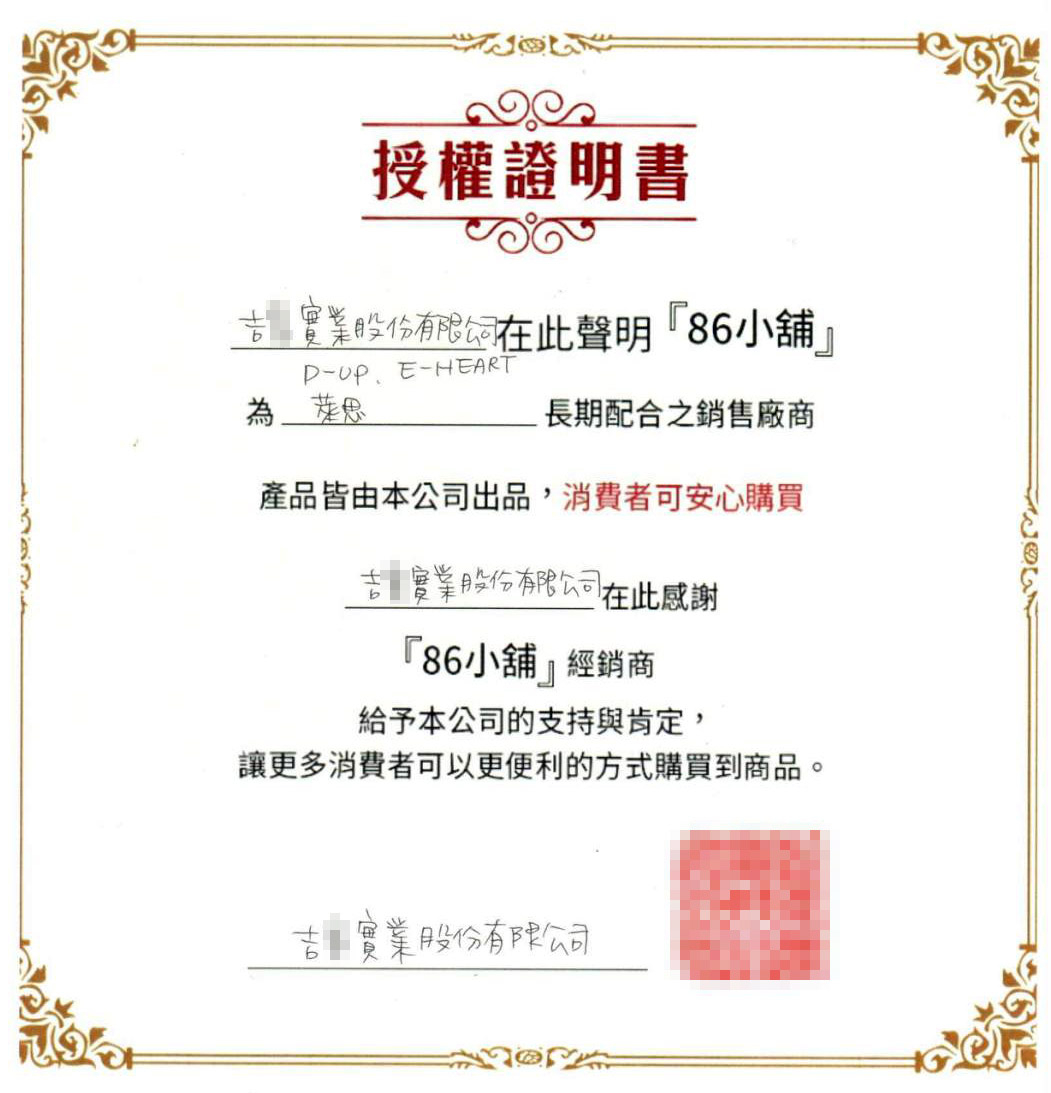 授權證明書
吉 實業股份有限公司在此聲明『86小舖』
D-UP、E-HEART
為 萊思 長期配合之銷售廠商
產品皆由本公司出品，消費者可安心購買
吉 實業股份有限公司在此感謝
『86小舖』經銷商
給予本公司的支持與肯定，
讓更多消費者可以更便利的方式購買到商品。
吉 實業股份有限公司